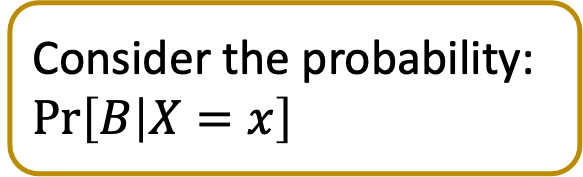 Consider the probability:
Pr[B|X = x]